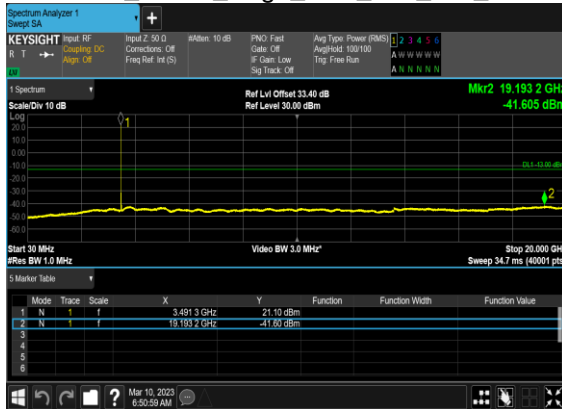 Spectrum Analyzer 1
Swept SA
KEYSIGHT Input: RF Input Z: 50 Ω #Atten: 10 dB PNO: Fast Avg Type: Power (RMS) 1 2 3 4 5 6
R T Coupling: DC Corrections: Off Gate: Off Avg|Hold: 100/100 A W W W W W
Align: Off Freq Ref: Int (S) IF Gain: Low Trig: Free Run
LXI Sig Track: Off A N N N N N
1 Spectrum Ref Lvl Offset 33.40 dB Mkr2 19.193 2 GHz
Scale/Div 10 dB Ref Level 30.00 dBm -41.605 dBm
Log
20.0 1
10.0
0.00
-10.0 DL1 -13.00 dBm
-20.0
-30.0
-40.0 2
-50.0
-60.0
Start 30 MHz Video BW 3.0 MHz* Stop 20.000 GHz
#Res BW 1.0 MHz Sweep 34.7 ms (40001 pts)
5 Marker Table
Mode Trace Scale X Y Function Function Width Function Value
1 N 1 f 3.491 3 GHz 21.10 dBm
2 N 1 f 19.193 2 GHz -41.60 dBm
3
4
5
6
? Mar 10, 2023
6:50:59 AM